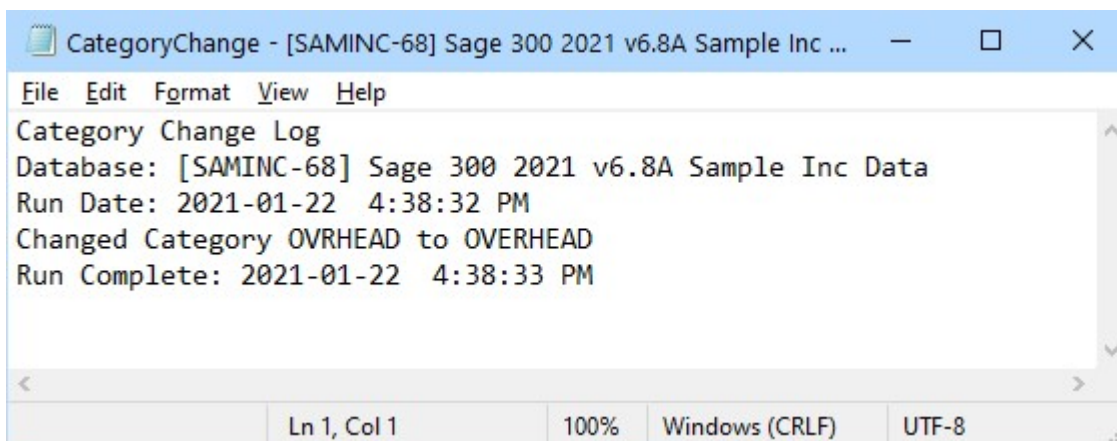 CategoryChange - [SAMINC-68] Sage 300 2021 v6.8A Sample Inc ...
File Edit Format View Help
Category Change Log
Database: [SAMINC-68] Sage 300 2021 v6.8A Sample Inc Data
Run Date: 2021-01-22  4:38:32 PM
Changed Category OVRHEAD to OVERHEAD
Run Complete: 2021-01-22  4:38:33 PM
Ln 1, Col 1 100% Windows (CRLF) UTF-8